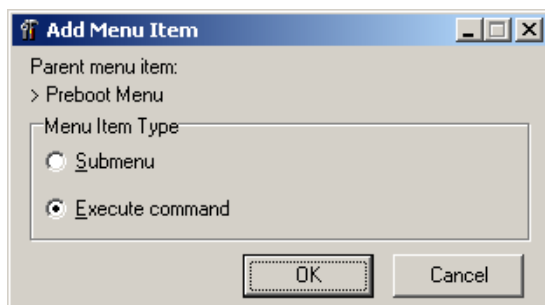 Add Menu Item
Parent menu item:
> Preboot Menu
Menu Item Type
Submenu
Execute command
OK
Cancel